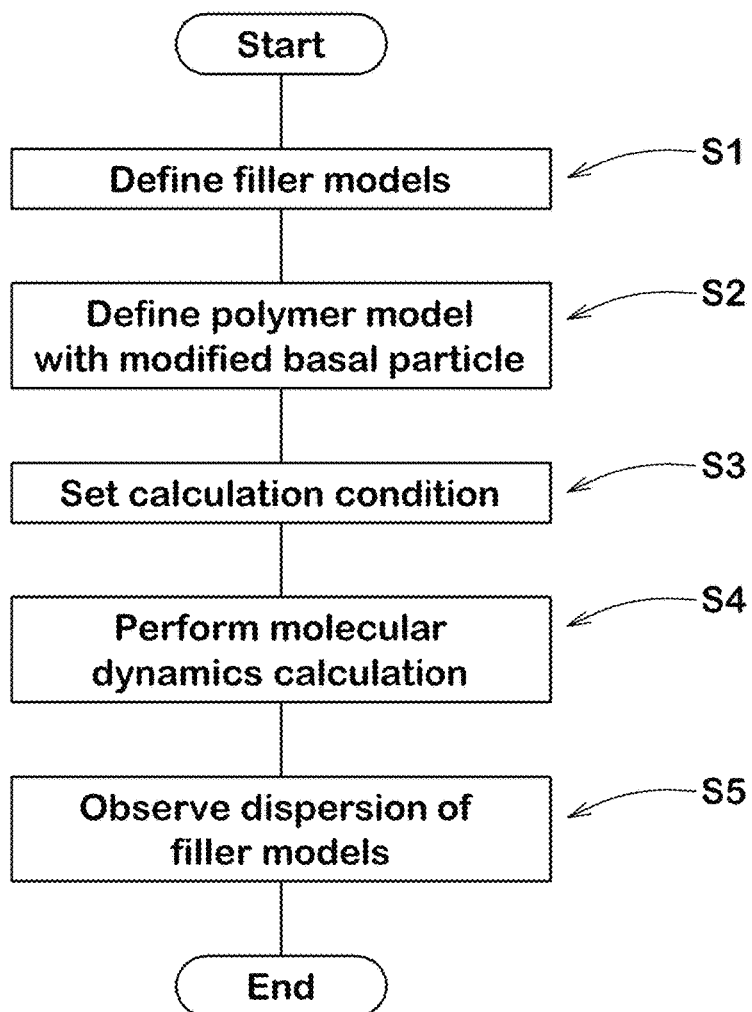 Start
Define filler models
S1
Define polymer model
with modified basal particle
S2
Set calculation condition
S3
Perform molecular
dynamics calculation
S4
Observe dispersion of
filler models
S5
End